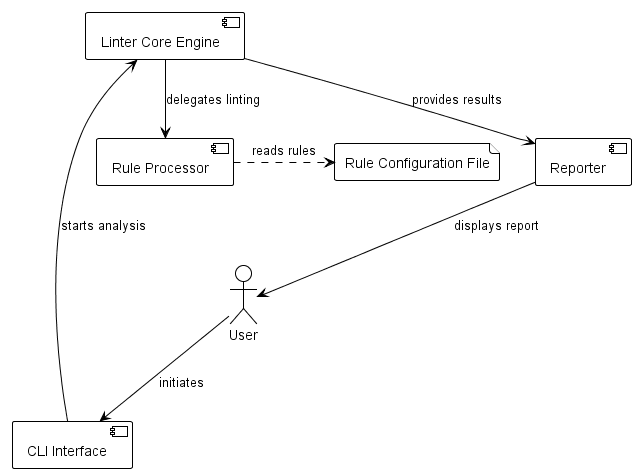 Linter Core Engine
delegates linting
provides results
Rule Processor
reads rules
Rule Configuration File
Reporter
starts analysis
displays report
User
initiates
CLI Interface